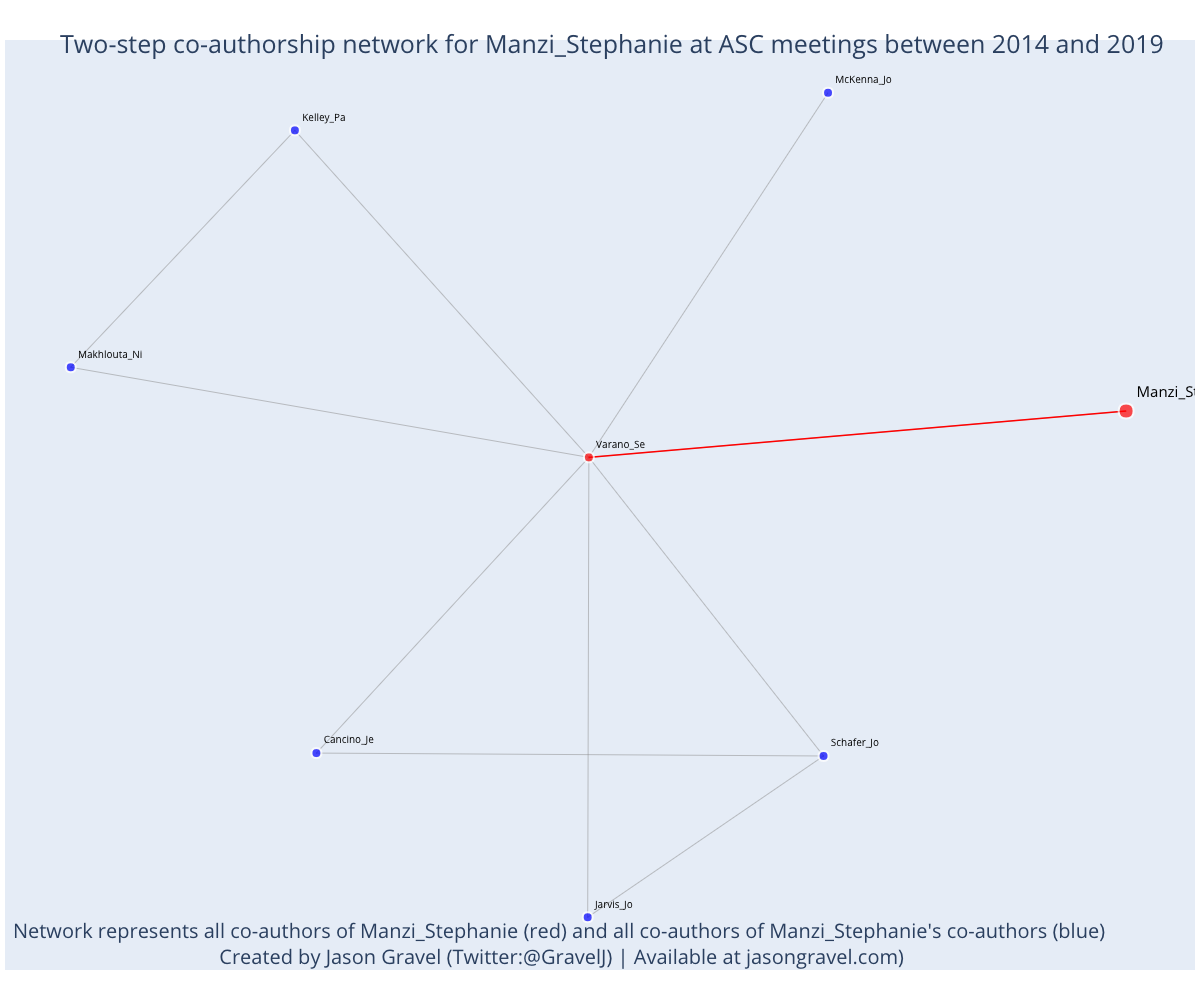 Two-step co-authorship network for Manzi_Stephanie at ASC meetings between 2014 and 2019
McKenna_Jo
Kelley_Pa
Makhlouta_Ni
Manzi_St
Varano_Se
Cancino_Je
Schafer_Jo
Jarvis_Jo
Network represents all co-authors of Manzi_Stephanie (red) and all co-authors of Manzi_Stephanie's co-authors (blue)
Created by Jason Gravel (Twitter:@GravelJ) | Available at jasongravel.com)